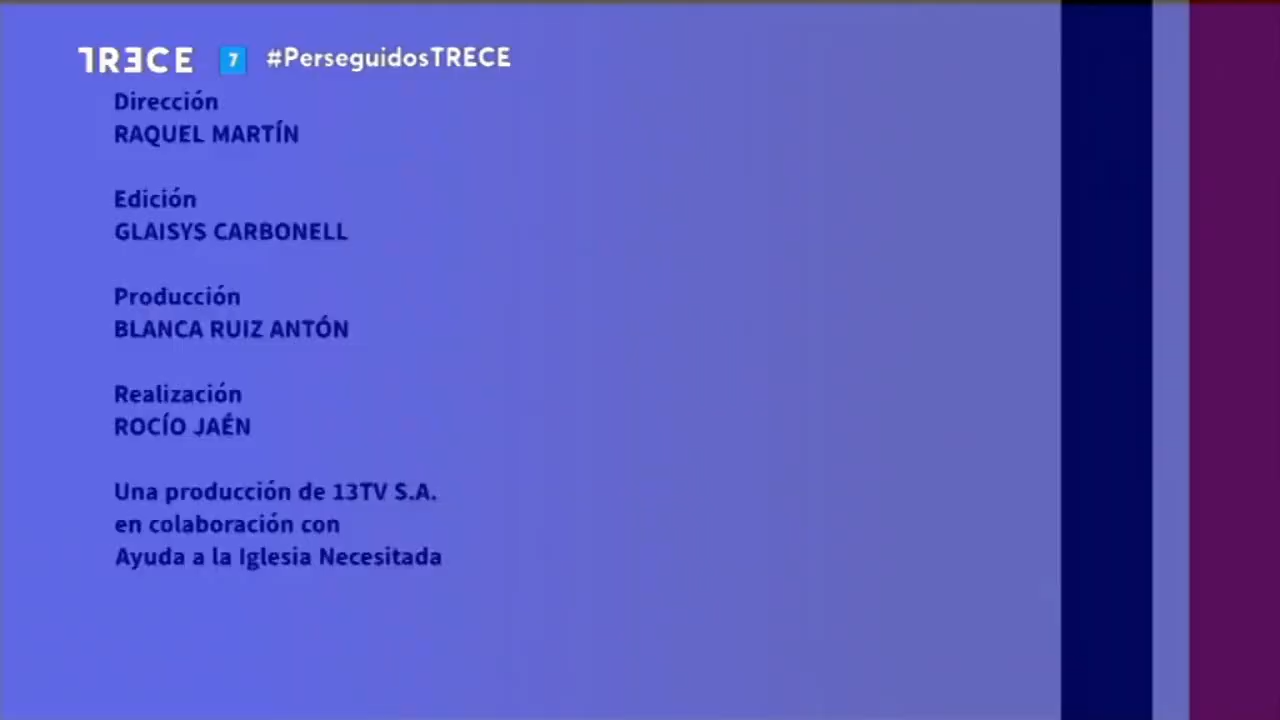 TRECE 7 #PerseguidosTRECE
Dirección
RAQUEL MARTÍN
Edición
GLAISYS CARBONELL
Producción
BLANCA RUIZ ANTÓN
Realización
ROCÍO JAÉN
Una producción de 13TV S.A.
en colaboración con
Ayuda a la Iglesia Necesitada